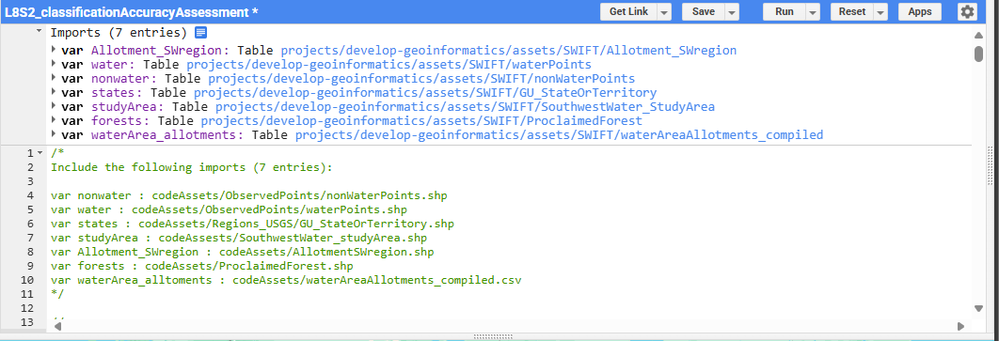 L8S2_classificationAccuracyAssessment *
Get Link Save Run Reset Apps
Imports (7 entries)
var Allotment_SWregion: Table projects/develop-geoinformatics/assets/SWIFT/Allotment_SWregion
var water: Table projects/develop-geoinformatics/assets/SWIFT/waterPoints
var nonwater: Table projects/develop-geoinformatics/assets/SWIFT/nonWaterPoints
var states: Table projects/develop-geoinformatics/assets/SWIFT/GU_StateOrTerritory
var studyArea: Table projects/develop-geoinformatics/assets/SWIFT/SouthwestWater_StudyArea
var forests: Table projects/develop-geoinformatics/assets/SWIFT/ProclaimedForest
var waterArea_allotments: Table projects/develop-geoinformatics/assets/SWIFT/waterAreaAllotments_compiled
1 /*
2 Include the following imports (7 entries):
3
4 var nonwater : codeAssets/ObservedPoints/nonWaterPoints.shp
5 var water : codeAssets/ObservedPoints/waterPoints.shp
6 var states : codeAssets/Regions_USGS/GU_StateOrTerritory.shp
7 var studyArea : codeAssests/SouthwestWater_studyArea.shp
8 var Allotment_SWregion : codeAssets/AllotmentSWregion.shp
9 var forests : codeAssets/ProclaimedForest.shp
10 var waterArea_alltoments : codeAssets/waterAreaAllotments_compiled.csv
11 */
12
13